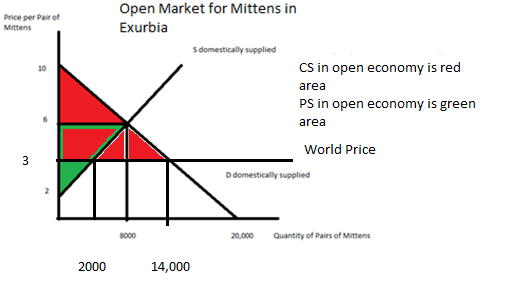 Open Market for Mittens in
Exurbia
Price per Pair of
Mittens
S domestically supplied
10
CS in open economy is red
area
PS in open economy is green
area
6
World Price
3
D domestically supplied
2
8000
20,000
Quantity of Pairs of Mittens
2000
14,000